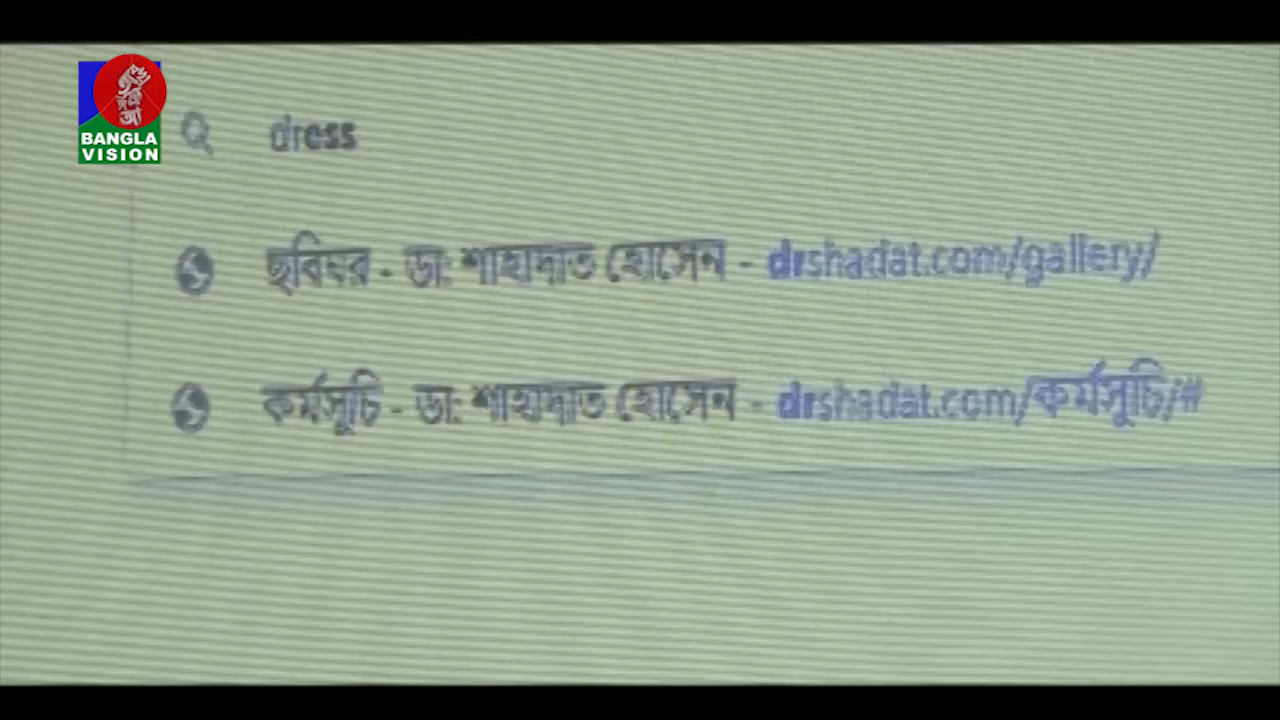 BANGLA
VISION
dress
ছবিঘর - ডা: শাহাদাত হোসেন - drshadat.com/gallery/
কর্মসূচি - ডা: শাহাদাত হোসেন - drshadat.com/কর্মসূচি/#